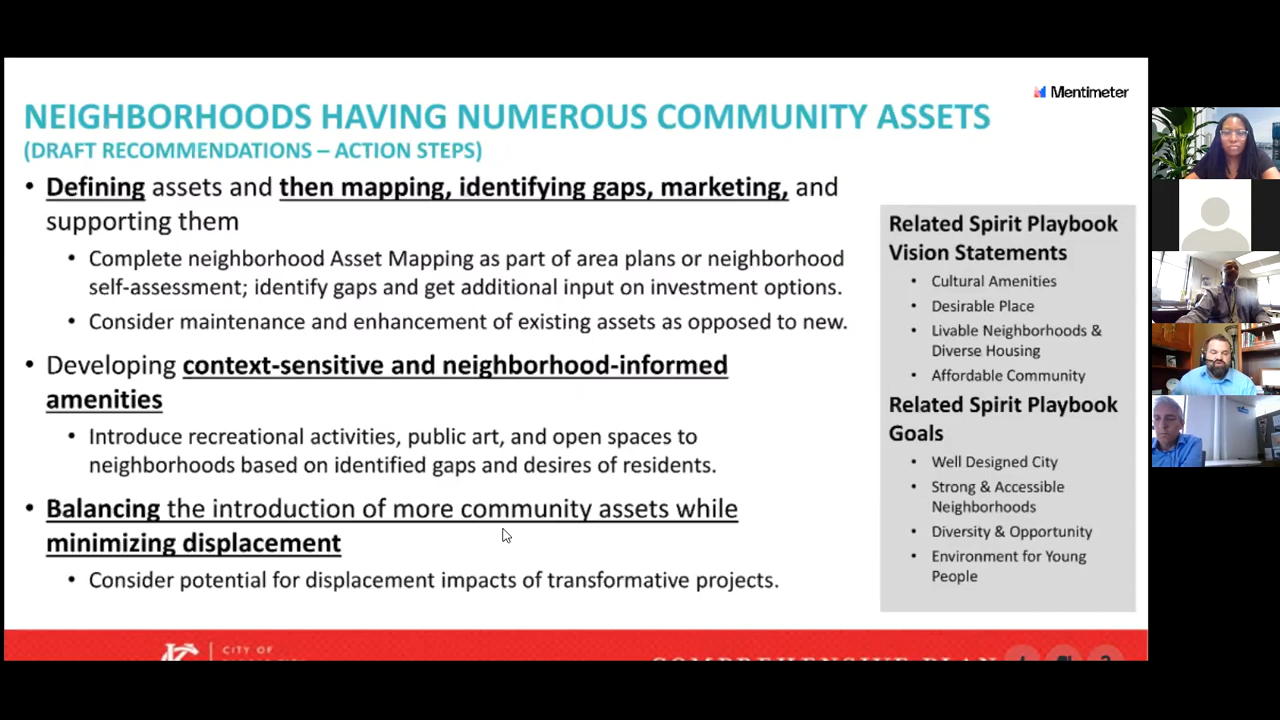 Mentimeter
NEIGHBORHOODS HAVING NUMEROUS COMMUNITY ASSETS
(DRAFT RECOMMENDATIONS – ACTION STEPS)
• Defining assets and then mapping, identifying gaps, marketing, and
supporting them
• Complete neighborhood Asset Mapping as part of area plans or neighborhood
self-assessment; identify gaps and get additional input on investment options.
• Consider maintenance and enhancement of existing assets as opposed to new.
• Developing context-sensitive and neighborhood-informed
amenities
• Introduce recreational activities, public art, and open spaces to
neighborhoods based on identified gaps and desires of residents.
• Balancing the introduction of more community assets while
minimizing displacement
• Consider potential for displacement impacts of transformative projects.
Related Spirit Playbook
Vision Statements
• Cultural Amenities
• Desirable Place
• Livable Neighborhoods &
Diverse Housing
• Affordable Community
Related Spirit Playbook
Goals
• Well Designed City
• Strong & Accessible
Neighborhoods
• Diversity & Opportunity
• Environment for Young
People
KC
CITY OF
COMPREHENSIVE PLAN